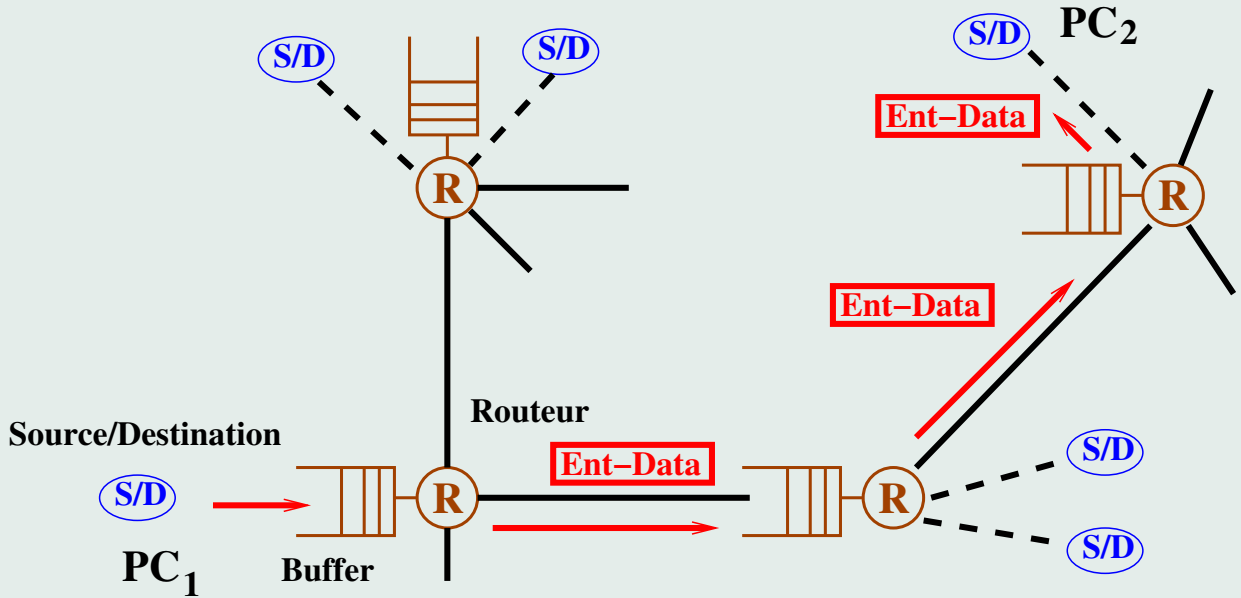 PC2
S/D
S/D
S/D
Ent–Data
R
R
Ent–Data
Routeur
Source/Destination
Ent–Data
S/D
S/D
R
R
S/D
PC1
Buffer